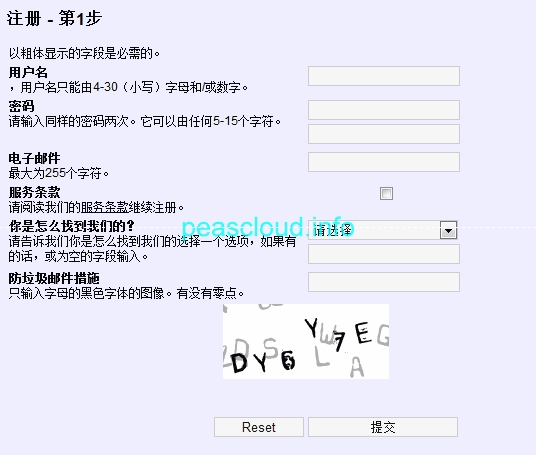 注册 - 第1步
以粗体显示的字段是必需的。
用户名
，用户名只能由4-30（小写）字母和/或数字。
密码
请输入同样的密码两次。它可以由任何5-15个字符。
电子邮件
最大为255个字符。
服务条款
请阅读我们的服务条款继续注册。
你是怎么找到我们的？
请选择
peascloud.info
请告诉我们你是怎么找到我们的选择一个选项，如果有
的话，或为空的字段输入。
防垃圾邮件措施
只输入字母的黑色字体的图像。有没有零点。
Reset
提交